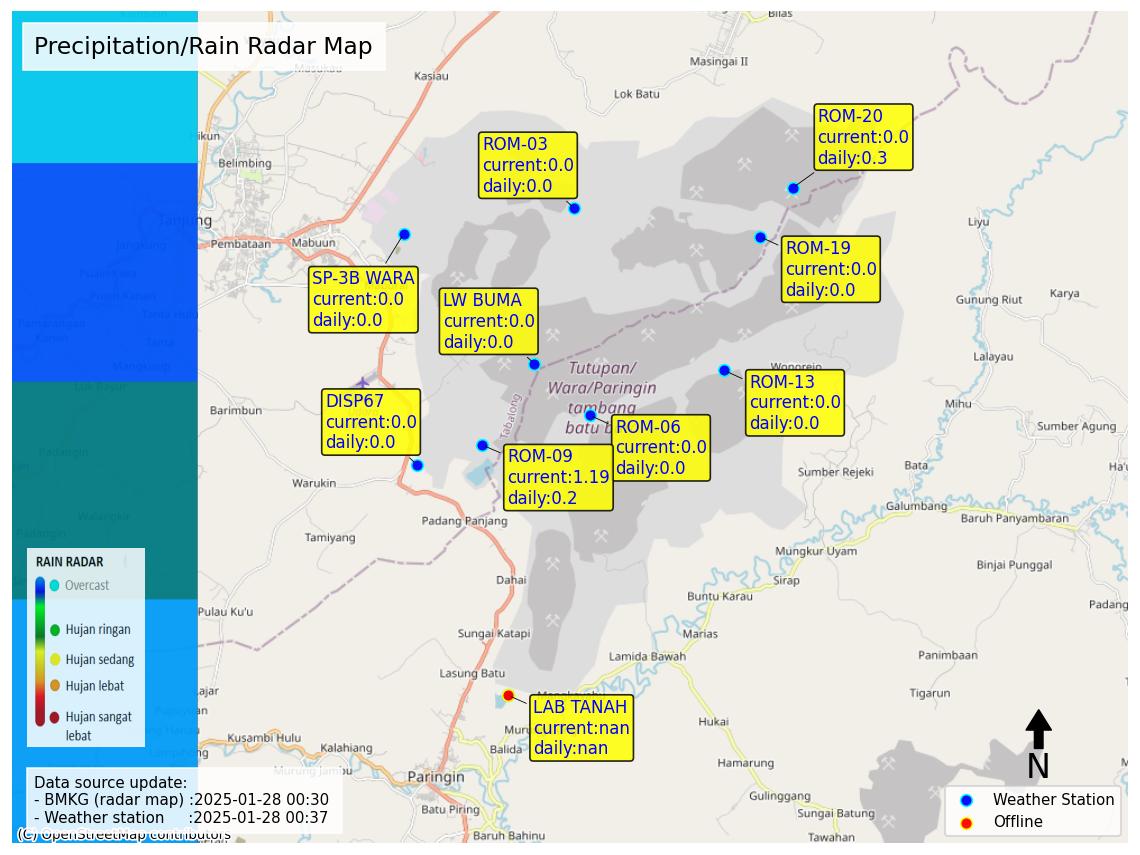 Precipitation/Rain Radar Map
Bilas
Masingai II
Kasiau
Lok Batu
Hikun
Belimbing
Tanjung
Pembataan
Mabuun
ROM-03
current:0.0
daily:0.0
ROM-20
current:0.0
daily:0.3
ROM-19
current:0.0
daily:0.0
SP-3B WARA
current:0.0
daily:0.0
LW BUMA
current:0.0
daily:0.0
Liyu
Gunung Riut
Karya
Lalayau
Wonorejo
Tutupan/
Wara/Paringin
tambang
batu
Tabalong
ROM-13
current:0.0
daily:0.0
DISP67
current:0.0
daily:0.0
ROM-06
current:0.0
daily:0.0
ROM-09
current:1.19
daily:0.2
Barimbun
Mihu
Sumber Agung
Bata
Sumber Rejeki
Warukin
Galumbang
Baruh Panyambaran
Padang Panjang
Tamiyang
Mungkur Uyam
Binjai Punggal
Dahai
Sirap
Buntu Karau
Pulau Ku'u
Sungai Katapi
Marias
Lamida Bawah
Panimbaan
Lasung Batu
Tigarun
RAIN RADAR
Overcast
Hujan ringan
Hujan sedang
Hujan lebat
Hujan sangat
lebat
LAB TANAH
current:nan
daily:nan
Hukai
Kusambi Hulu
Kalahiang
Balida
Murung Jambu
Hamarung
Paringin
Gulinggang
Batu Piring
Sungai Batung
Baruh Bahinu
Tawahan
N
Data source update:
- BMKG (radar map) :2025-01-28 00:30
- Weather station :2025-01-28 00:37
Weather Station
Offline
(C) OpenStreetMap contributors